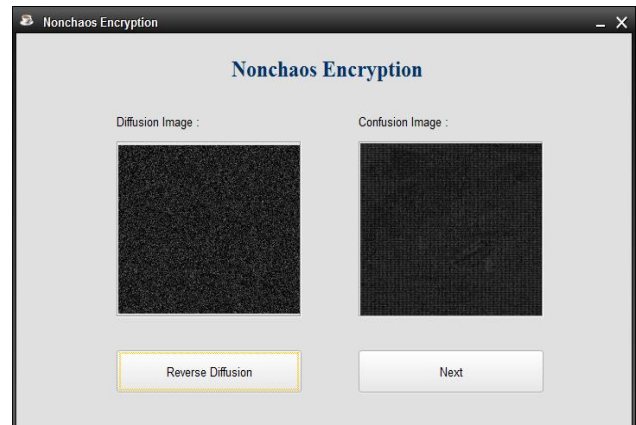 Nonchaos Encryption
Nonchaos Encryption
Diffusion Image :
Confusion Image :
Reverse Diffusion
Next